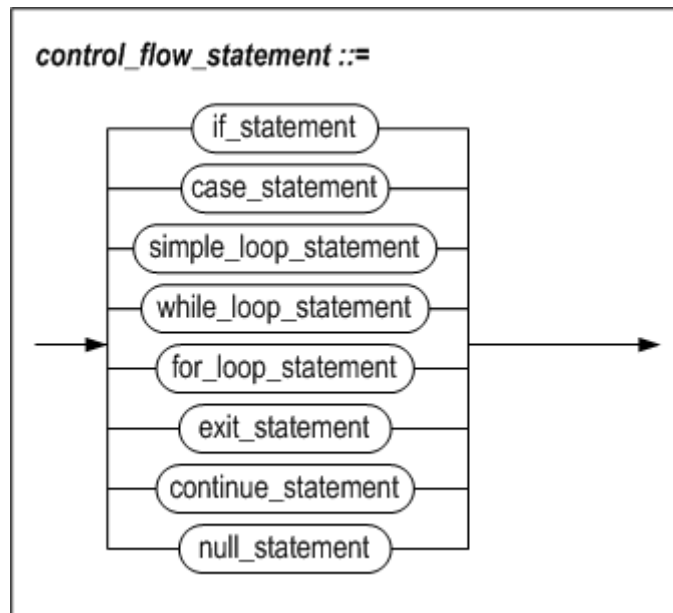 control_flow_statement ::=
if_statement
case_statement
simple_loop_statement
while_loop_statement
for_loop_statement
exit_statement
continue_statement
null_statement